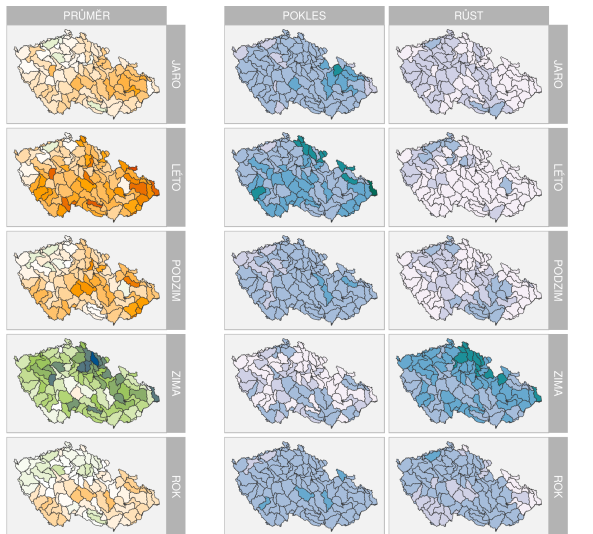 PRŮMĚR
POKLES
RŮST
JARO
JARO
LÉTO
LÉTO
PODZIM
PODZIM
ZIMA
ZIMA
ROK
ROK